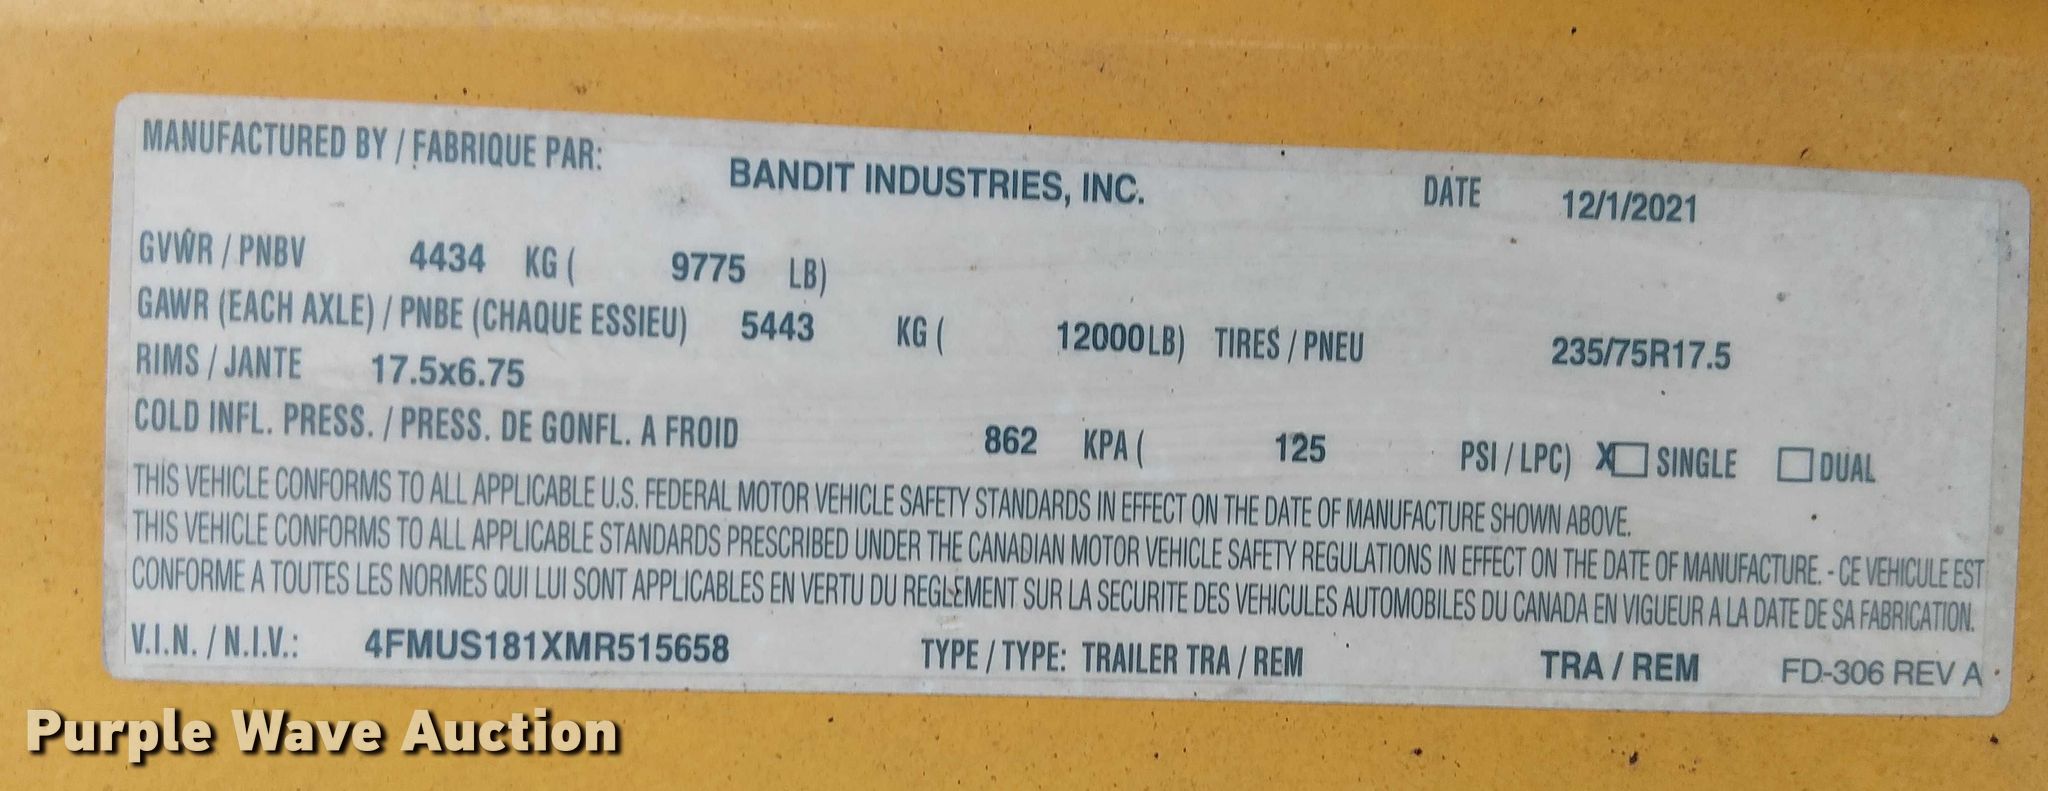 MANUFACTURED BY / FABRIQUE PAR: BANDIT INDUSTRIES, INC. DATE 12/1/2021
GVWR / PNBV 4434 KG ( 9775 LB)
GAWR (EACH AXLE) / PNBE (CHAQUE ESSIEU) 5443 KG ( 12000LB) TIRES / PNEU 235/75R17.5
RIMS / JANTE 17.5x6.75
COLD INFL. PRESS. / PRESS. DE GONFL. A FROID 862 KPA ( 125 PSI / LPC) X☐ SINGLE ☐ DUAL
THIS VEHICLE CONFORMS TO ALL APPLICABLE U.S. FEDERAL MOTOR VEHICLE SAFETY STANDARDS IN EFFECT ON THE DATE OF MANUFACTURE SHOWN ABOVE.
THIS VEHICLE CONFORMS TO ALL APPLICABLE STANDARDS PRESCRIBED UNDER THE CANADIAN MOTOR VEHICLE SAFETY REGULATIONS IN EFFECT ON THE DATE OF MANUFACTURE. - CE VEHICULE EST
CONFORME A TOUTES LES NORMES QUI LUI SONT APPLICABLES EN VERTU DU REGLEMENT SUR LA SECURITE DES VEHICULES AUTOMOBILES DU CANADA EN VIGUEUR A LA DATE DE SA FABRICATION.
V.I.N. / N.I.V.: 4FMUS181XMR515658 TYPE / TYPE: TRAILER TRA / REM TRA / REM FD-306 REV A
Purple Wave Auction